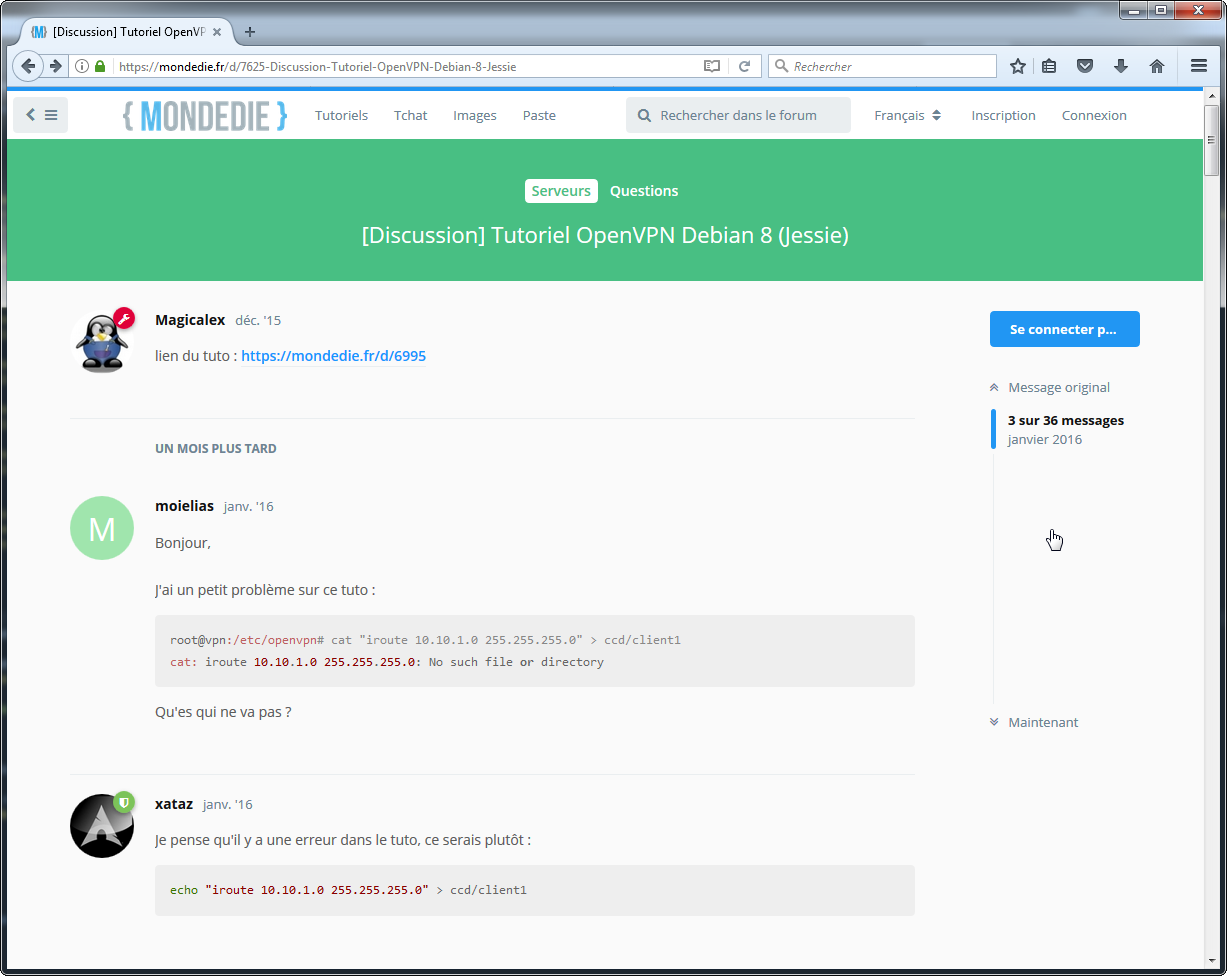 [Discussion] Tutoriel OpenVP
https://mondedie.fr/d/7625-Discussion-Tutoriel-OpenVPN-Debian-8-Jessie
Rechercher
{ MONDEDIE }
Tutoriels
Tchat
Images
Paste
Rechercher dans le forum
Français
Inscription
Connexion
Serveurs
Questions
[Discussion] Tutoriel OpenVPN Debian 8 (Jessie)
Magicalex déc. '15
lien du tuto : https://mondedie.fr/d/6995
Se connecter p...
Message original
3 sur 36 messages
janvier 2016
Maintenant
UN MOIS PLUS TARD
M
moielias janv. '16
Bonjour,
J'ai un petit problème sur ce tuto :
root@vpn:/etc/openvpn# cat "iroute 10.10.1.0 255.255.255.0" > ccd/client1
cat: iroute 10.10.1.0 255.255.255.0: No such file or directory
Qu'es qui ne va pas ?
xataz janv. '16
Je pense qu'il y a une erreur dans le tuto, ce serais plutôt :
echo "iroute 10.10.1.0 255.255.255.0" > ccd/client1